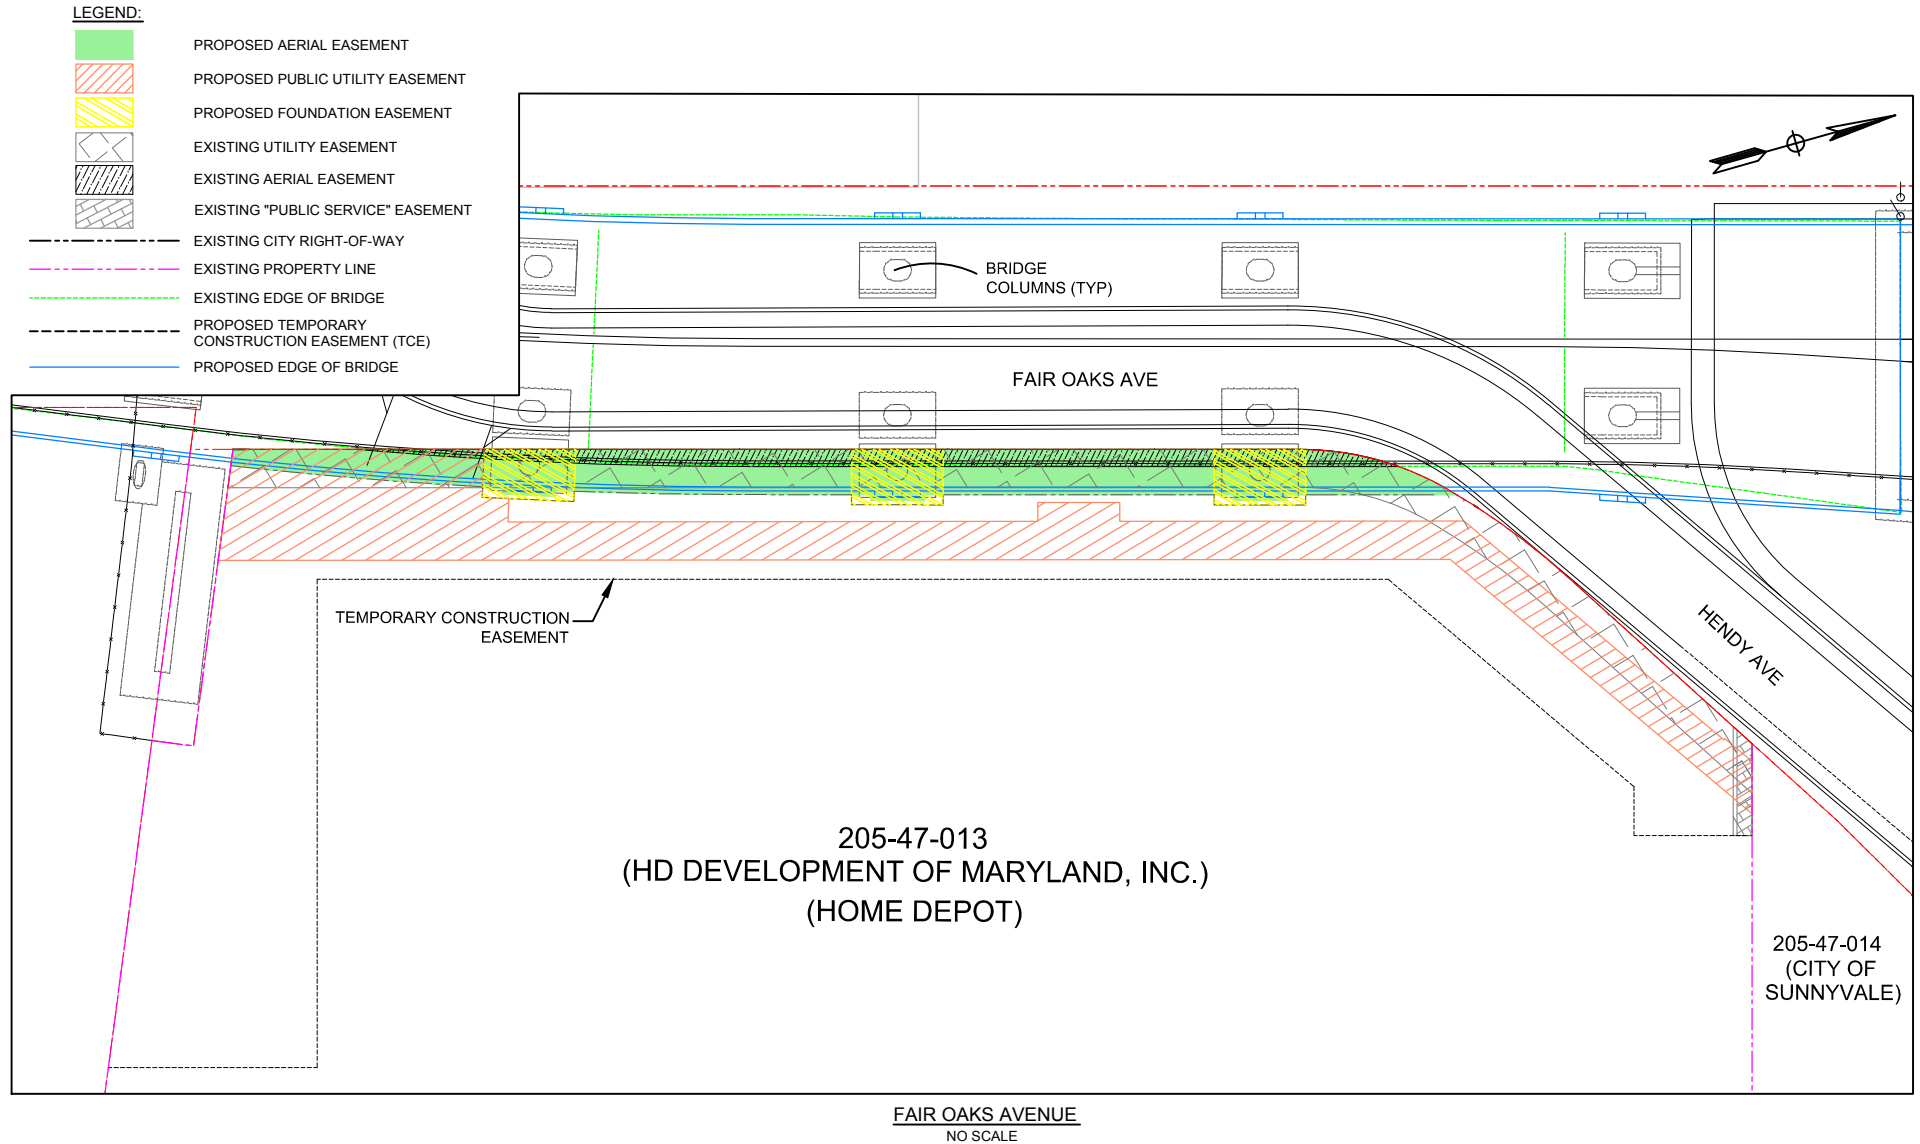 LEGEND:
PROPOSED AERIAL EASEMENT
PROPOSED PUBLIC UTILITY EASEMENT
PROPOSED FOUNDATION EASEMENT
EXISTING UTILITY EASEMENT
EXISTING AERIAL EASEMENT
EXISTING "PUBLIC SERVICE" EASEMENT
EXISTING CITY RIGHT-OF-WAY
EXISTING PROPERTY LINE
EXISTING EDGE OF BRIDGE
PROPOSED TEMPORARY
CONSTRUCTION EASEMENT (TCE)
PROPOSED EDGE OF BRIDGE
BRIDGE
COLUMNS (TYP)
FAIR OAKS AVE
TEMPORARY CONSTRUCTION
EASEMENT
HENDY AVE
205-47-013
(HD DEVELOPMENT OF MARYLAND, INC.)
(HOME DEPOT)
205-47-014
(CITY OF
SUNNYVALE)
FAIR OAKS AVENUE
NO SCALE